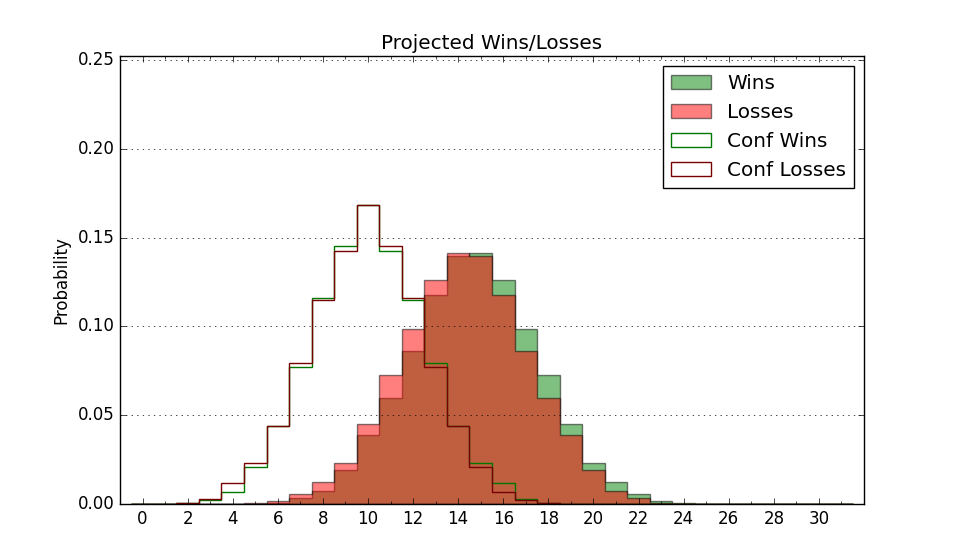 Projected Wins/Losses
0.25
0.20
0.15
0.10
0.05
0.00
Probability
Wins
Losses
Conf Wins
Conf Losses
0 2 4 6 8 10 12 14 16 18 20 22 24 26 28 30